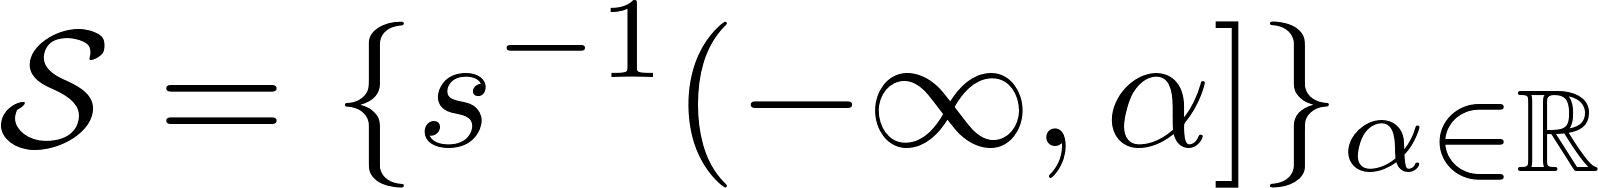 𝒮 = { s⁻¹(−∞, α] }_{α∈ℝ}